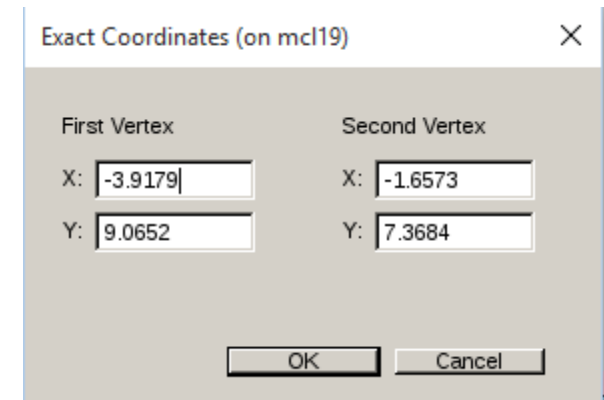 Exact Coordinates (on mcl19)
First Vertex Second Vertex
X: -3.9179 X: -1.6573
Y: 9.0652 Y: 7.3684
OK Cancel